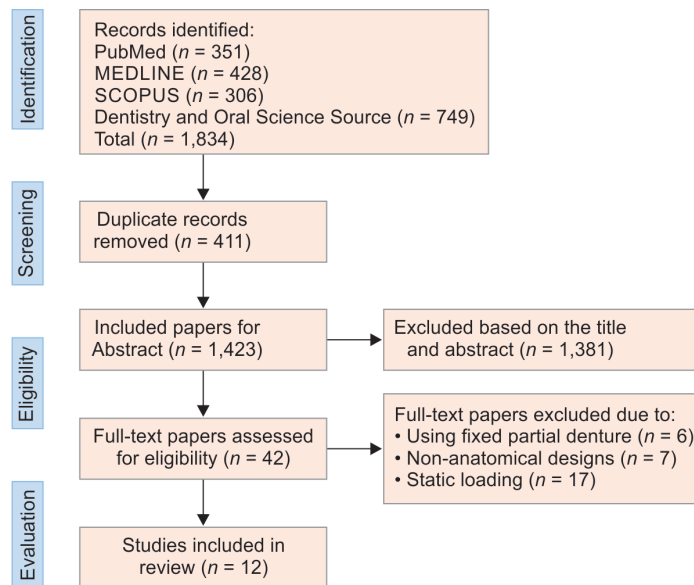 Identification
Records identified:
PubMed (n = 351)
MEDLINE (n = 428)
SCOPUS (n = 306)
Dentistry and Oral Science Source (n = 749)
Total (n = 1,834)
Screening
Duplicate records
removed (n = 411)
Eligibility
Included papers for
Abstract (n = 1,423)
Excluded based on the title
and abstract (n = 1,381)
Full-text papers assessed
for eligibility (n = 42)
Full-text papers excluded due to:
• Using fixed partial denture (n = 6)
• Non-anatomical designs (n = 7)
• Static loading (n = 17)
Evaluation
Studies included in
review (n = 12)